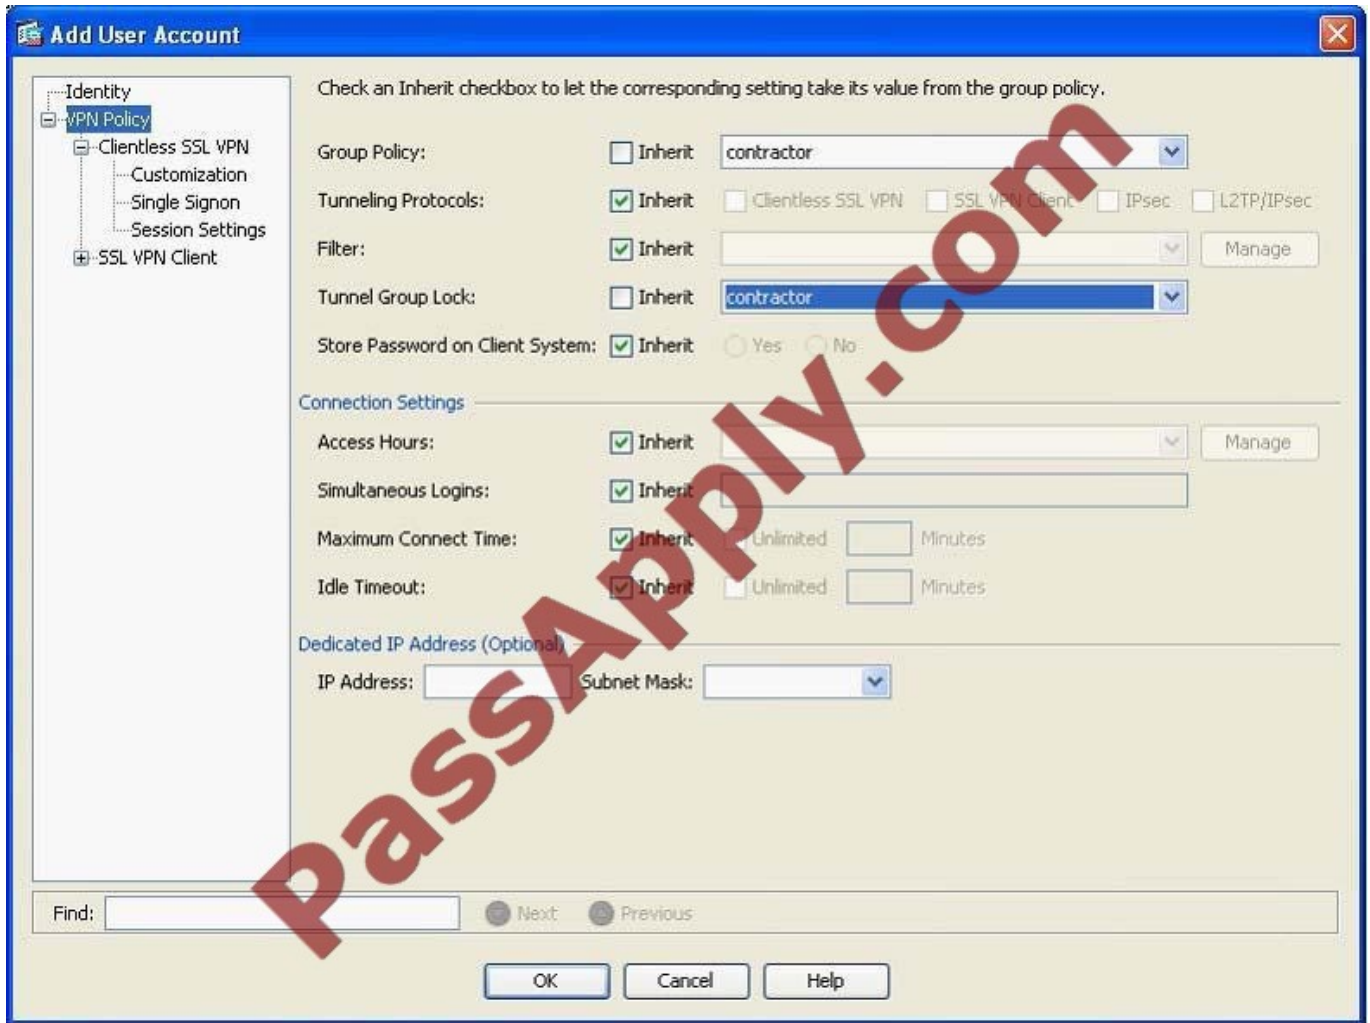 Add User Account
Identity
VPN Policy
Clientless SSL VPN
Customization
Single Signon
Session Settings
SSL VPN Client
Check an Inherit checkbox to let the corresponding setting take its value from the group policy.
Group Policy: Inherit contractor
Tunneling Protocols: Inherit Clientless SSL VPN SSL VPN Client IPsec L2TP/IPsec
Filter: Inherit Manage
Tunnel Group Lock: Inherit contractor
Store Password on Client System: Inherit Yes No
Connection Settings
Access Hours: Inherit Manage
Simultaneous Logins: Inherit
Maximum Connect Time: Inherit Unlimited Minutes
Idle Timeout: Inherit Unlimited Minutes
Dedicated IP Address (Optional)
IP Address: Subnet Mask:
Find: Next Previous
OK Cancel Help
PassApply.com